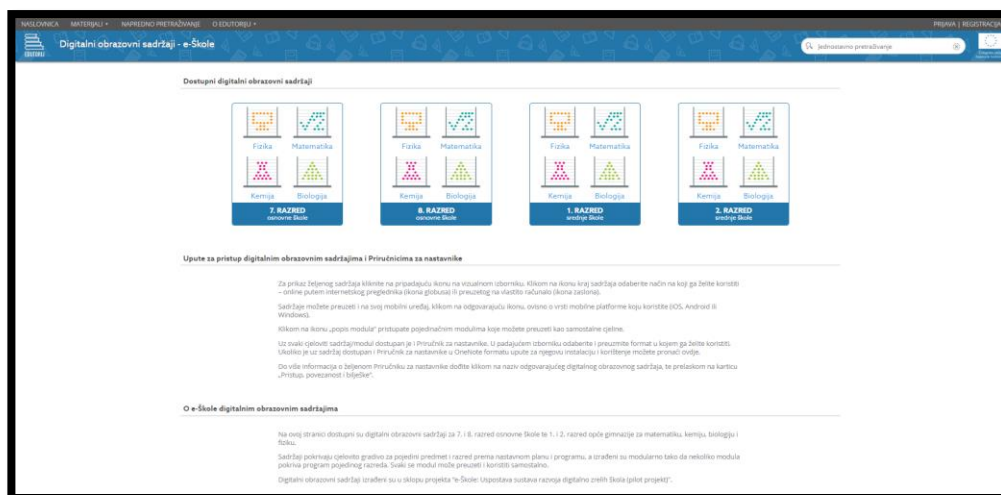 NASLOVNICA MATERIJALI NAPREDNO PRETRAŽIVANJE O EDUTORIJU
PRIJAVA | REGISTRACIJA
EDUTORIJ
Digitalni obrazovni sadržaji - e-Škole
Jednostavno pretraživanje
Dostupni digitalni obrazovni sadržaji
Fizika Matematika
Kemija Biologija
7. RAZRED
osnovne škole
Fizika Matematika
Kemija Biologija
8. RAZRED
osnovne škole
Fizika Matematika
Kemija Biologija
1. RAZRED
srednje škole
Fizika Matematika
Kemija Biologija
2. RAZRED
srednje škole
Upute za pristup digitalnim obrazovnim sadržajima i Priručnicima za nastavnike
Za prikaz željenog sadržaja kliknite na pripadajuću ikonu na vizualnom izborniku. Klikom na ikonu kraj sadržaja odaberite način na koji ga želite koristiti
– online putem internetskog preglednika (ikona globusa) ili preuzetog na vlastito računalo (ikona zaslona).
Sadržaje možete preuzeti i na svoj mobilni uređaj, klikom na odgovarajuću ikonu, ovisno o vrsti mobilne platforme koju koristite (iOS, Android ili
Windows).
Klikom na ikonu „popis modula“ pristupate pojedinačnim modulima koje možete preuzeti kao samostalne cjeline.
Uz svaki cjeloviti sadržaj/modul dostupan je i Priručnik za nastavnike. U padajućem izborniku odaberite i preuzmite format u kojem ga želite koristiti.
Ukoliko je uz sadržaj dostupan i Priručnik za nastavnike u OneNote formatu upute za njegovu instalaciju i korištenje možete pronaći ovdje.
Do više informacija o željenom Priručniku za nastavnike dođite klikom na naziv odgovarajućeg digitalnog obrazovnog sadržaja, te prelaskom na karticu
„Pristup, povezanost i bilješke“.
O e-Škole digitalnim obrazovnim sadržajima
Na ovoj stranici dostupni su digitalni obrazovni sadržaji za 7. i 8. razred osnovne škole te 1. i 2. razred opće gimnazije za matematiku, kemiju, biologiju i
fiziku.
Sadržaji pokrivaju cjelovito gradivo za pojedini predmet i razred prema nastavnom planu i programu, a izrađeni su modularno tako da nekoliko modula
pokriva program pojedinog razreda. Svaki se modul može preuzeti i koristiti samostalno.
Digitalni obrazovni sadržaji izrađeni su u sklopu projekta "e-Škole: Uspostava sustava razvoja digitalno zrelih škola (pilot projekt)".